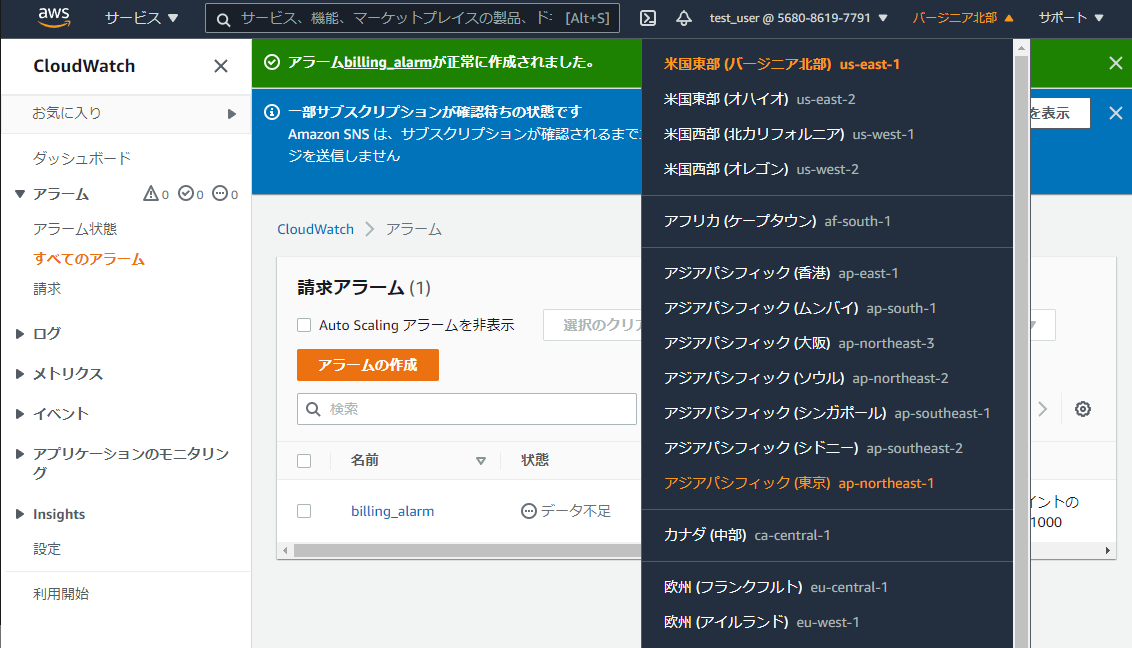 aws
サービス
サービス、機能、マーケットプレイスの製品、ド
[Alt+S]
test_user @ 5680-8619-7791
バージニア北部
サポート
CloudWatch
お気に入り
ダッシュボード
アラーム
0
0
0
アラーム状態
すべてのアラーム
請求
ログ
メトリクス
イベント
アプリケーションのモニタリン
グ
Insights
設定
利用開始
アラームbilling_alarmが正常に作成されました。
一部サブスクリプションが確認待ちの状態です
Amazon SNS は、サブスクリプションが確認されるまで
ジを送信しません
を表示
CloudWatch
アラーム
請求アラーム (1)
Auto Scaling アラームを非表示
選択のクリア
アラームの作成
検索
名前
状態
billing_alarm
データ不足
イントの
1000
米国東部 (バージニア北部) us-east-1
米国東部 (オハイオ) us-east-2
米国西部 (北カリフォルニア) us-west-1
米国西部 (オレゴン) us-west-2
アフリカ (ケープタウン) af-south-1
アジアパシフィック (香港) ap-east-1
アジアパシフィック (ムンバイ) ap-south-1
アジアパシフィック (大阪) ap-northeast-3
アジアパシフィック (ソウル) ap-northeast-2
アジアパシフィック (シンガポール) ap-southeast-1
アジアパシフィック (シドニー) ap-southeast-2
アジアパシフィック (東京) ap-northeast-1
カナダ (中部) ca-central-1
欧州 (フランクフルト) eu-central-1
欧州 (アイルランド) eu-west-1